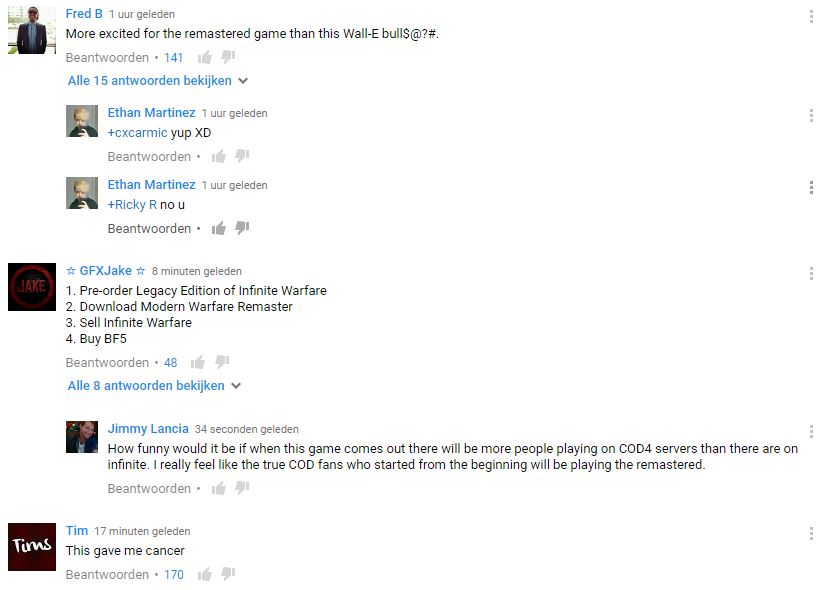 Fred B 1 uur geleden
More excited for the remastered game than this Wall-E bull$@?#.
Beantwoorden • 141
Alle 15 antwoorden bekijken
Ethan Martinez 1 uur geleden
+cxcarmic yup XD
Beantwoorden •
Ethan Martinez 1 uur geleden
+Ricky R no u
Beantwoorden •
JAKE
☆ GFXJake ☆ 8 minuten geleden
1. Pre-order Legacy Edition of Infinite Warfare
2. Download Modern Warfare Remaster
3. Sell Infinite Warfare
4. Buy BF5
Beantwoorden • 48
Alle 8 antwoorden bekijken
Jimmy Lancia 34 seconden geleden
How funny would it be if when this game comes out there will be more people playing on COD4 servers than there are on
infinite. I really feel like the true COD fans who started from the beginning will be playing the remastered.
Beantwoorden •
Tims
Tim 17 minuten geleden
This gave me cancer
Beantwoorden • 170